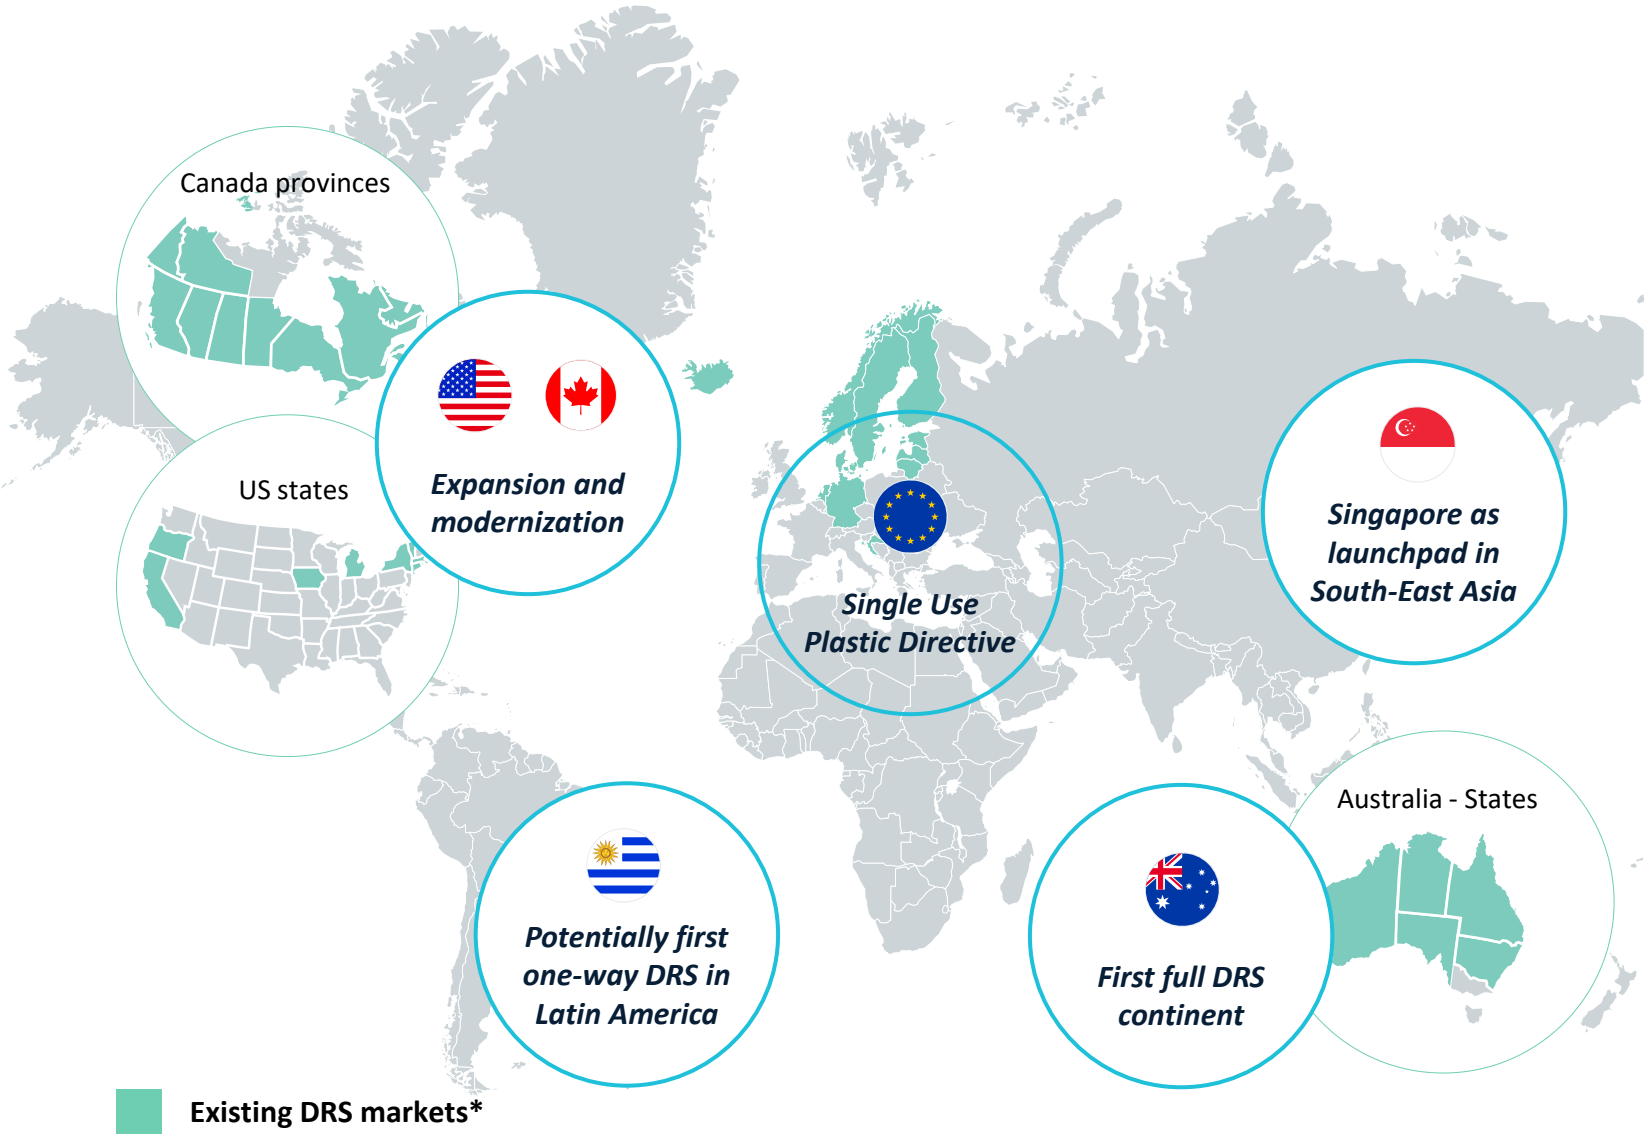 Canada provinces
US states
Expansion and
modernization
Single Use
Plastic Directive
Singapore as
launchpad in
South-East Asia
Potentially first
one-way DRS in
Latin America
First full DRS
continent
Australia - States
Existing DRS markets*